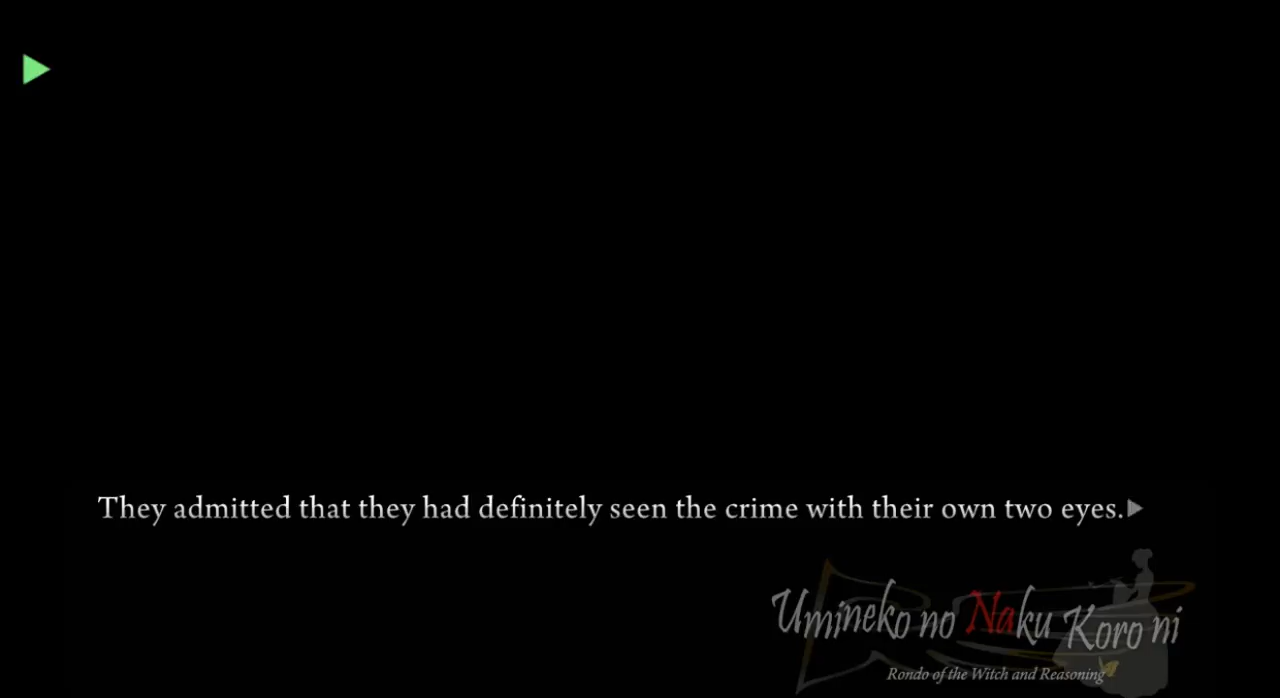 They admitted that they had definitely seen the crime with their own two eyes.
Umineko no Naku Koro ni
Rondo of the Witch and Reasoning